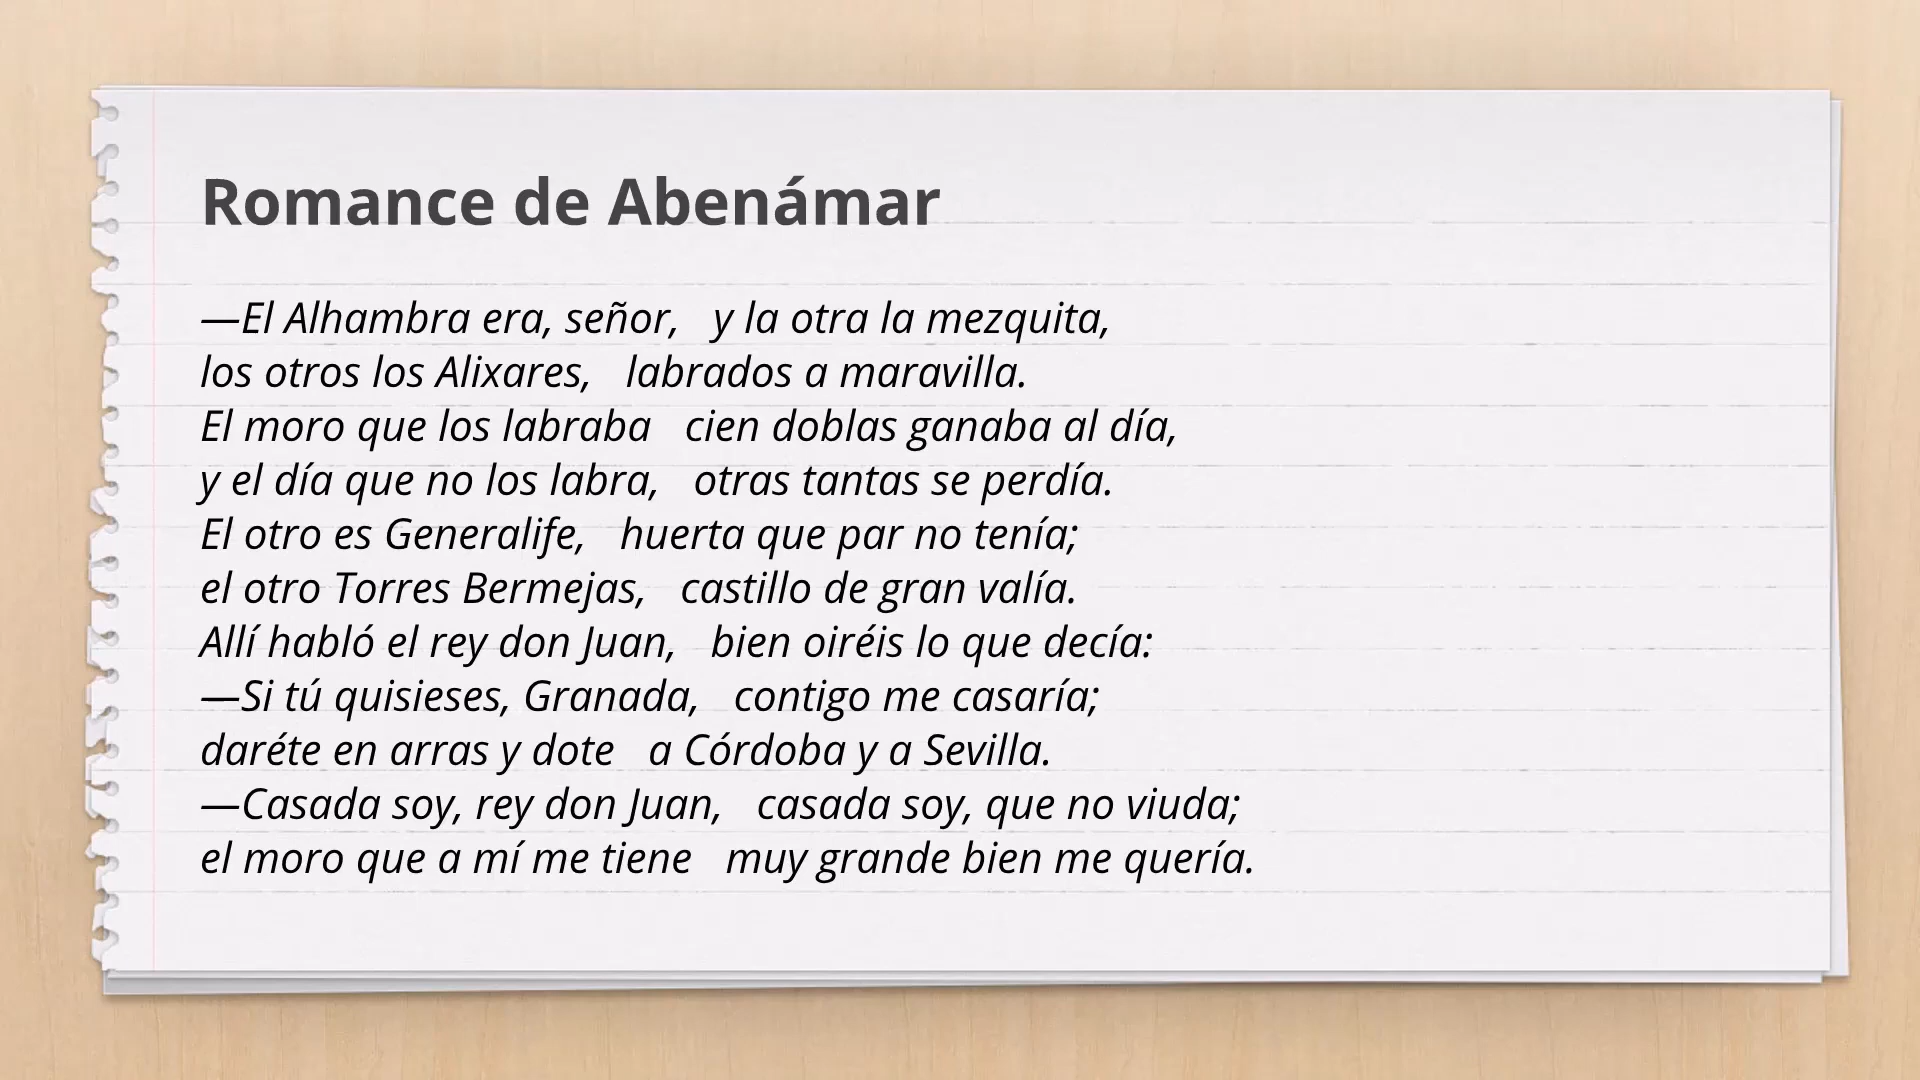 Romance de Abenámar
—El Alhambra era, señor,   y la otra la mezquita,
los otros los Alixares,   labrados a maravilla.
El moro que los labraba   cien doblas ganaba al día,
y el día que no los labra,   otras tantas se perdía.
El otro es Generalife,   huerta que par no tenía;
el otro Torres Bermejas,   castillo de gran valía.
Allí habló el rey don Juan,   bien oiréis lo que decía:
—Si tú quisieses, Granada,   contigo me casaría;
daréte en arras y dote   a Córdoba y a Sevilla.
—Casada soy, rey don Juan,   casada soy, que no viuda;
el moro que a mí me tiene   muy grande bien me quería.